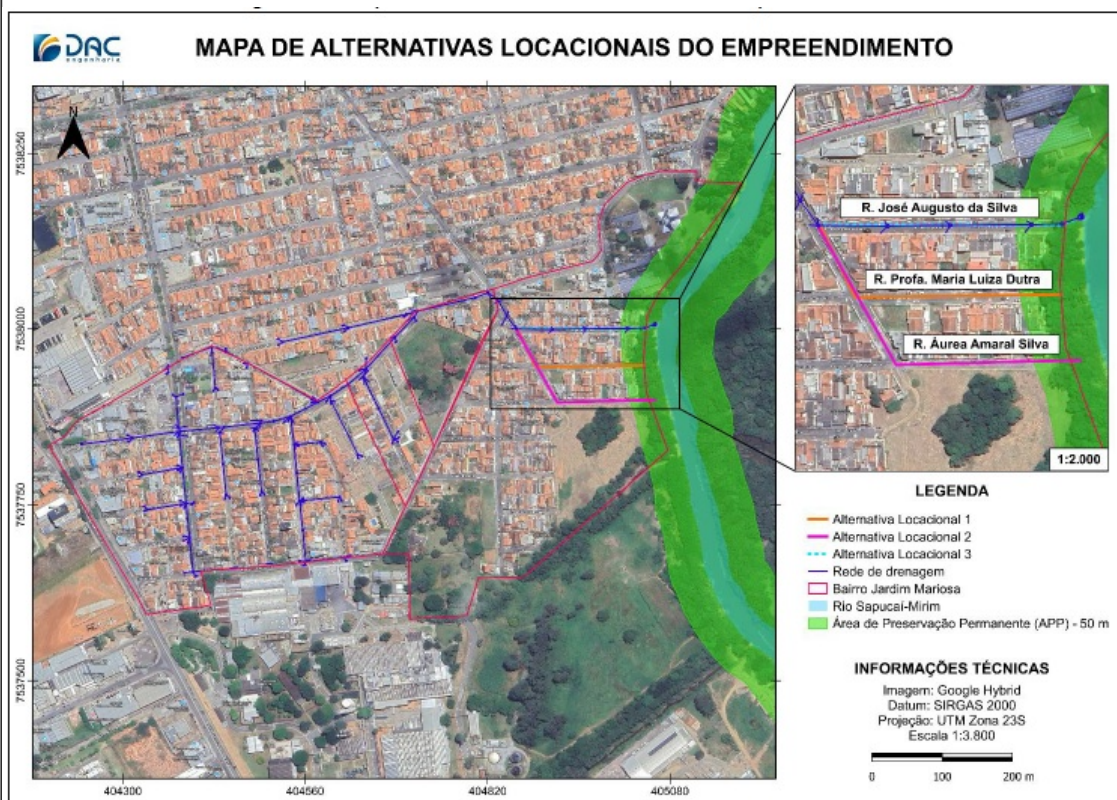 DAC
engenharia
MAPA DE ALTERNATIVAS LOCACIONAIS DO EMPREENDIMENTO
N
7538250
7538000
7537750
7537500
404300
404560
404820
405080
R. José Augusto da Silva
R. Profa. Maria Luiza Dutra
R. Áurea Amaral Silva
1:2.000
LEGENDA
Alternativa Locacional 1
Alternativa Locacional 2
Alternativa Locacional 3
Rede de drenagem
Bairro Jardim Mariosa
Rio Sapucaí-Mirim
Área de Preservação Permanente (APP) - 50 m
INFORMAÇÕES TÉCNICAS
Imagem: Google Hybrid
Datum: SIRGAS 2000
Projeção: UTM Zona 23S
Escala 1:3.800
0 100 200 m